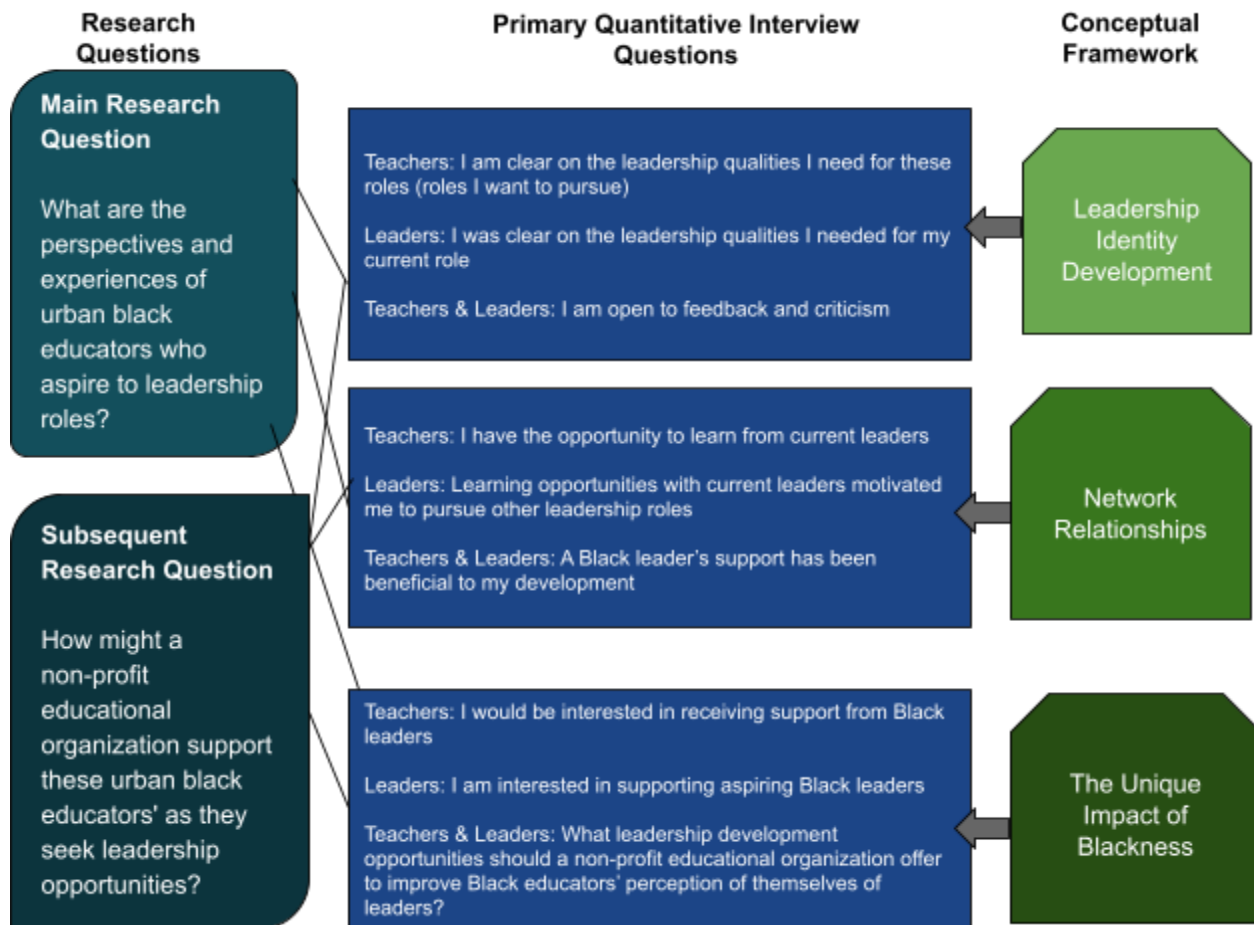 Research
Questions
Primary Quantitative Interview
Questions
Conceptual
Framework
Main Research
Question
What are the
perspectives and
experiences of
urban black
educators who
aspire to leadership
roles?
Subsequent
Research Question
How might a
non-profit
educational
organization support
these urban black
educators' as they
seek leadership
opportunities?
Teachers: I am clear on the leadership qualities I need for these
roles (roles I want to pursue)
Leaders: I was clear on the leadership qualities I needed for my
current role
Teachers & Leaders: I am open to feedback and criticism
Teachers: I have the opportunity to learn from current leaders
Leaders: Learning opportunities with current leaders motivated
me to pursue other leadership roles
Teachers & Leaders: A Black leader’s support has been
beneficial to my development
Teachers: I would be interested in receiving support from Black
leaders
Leaders: I am interested in supporting aspiring Black leaders
Teachers & Leaders: What leadership development
opportunities should a non-profit educational organization offer
to improve Black educators’ perception of themselves of
leaders?
Leadership
Identity
Development
Network
Relationships
The Unique
Impact of
Blackness